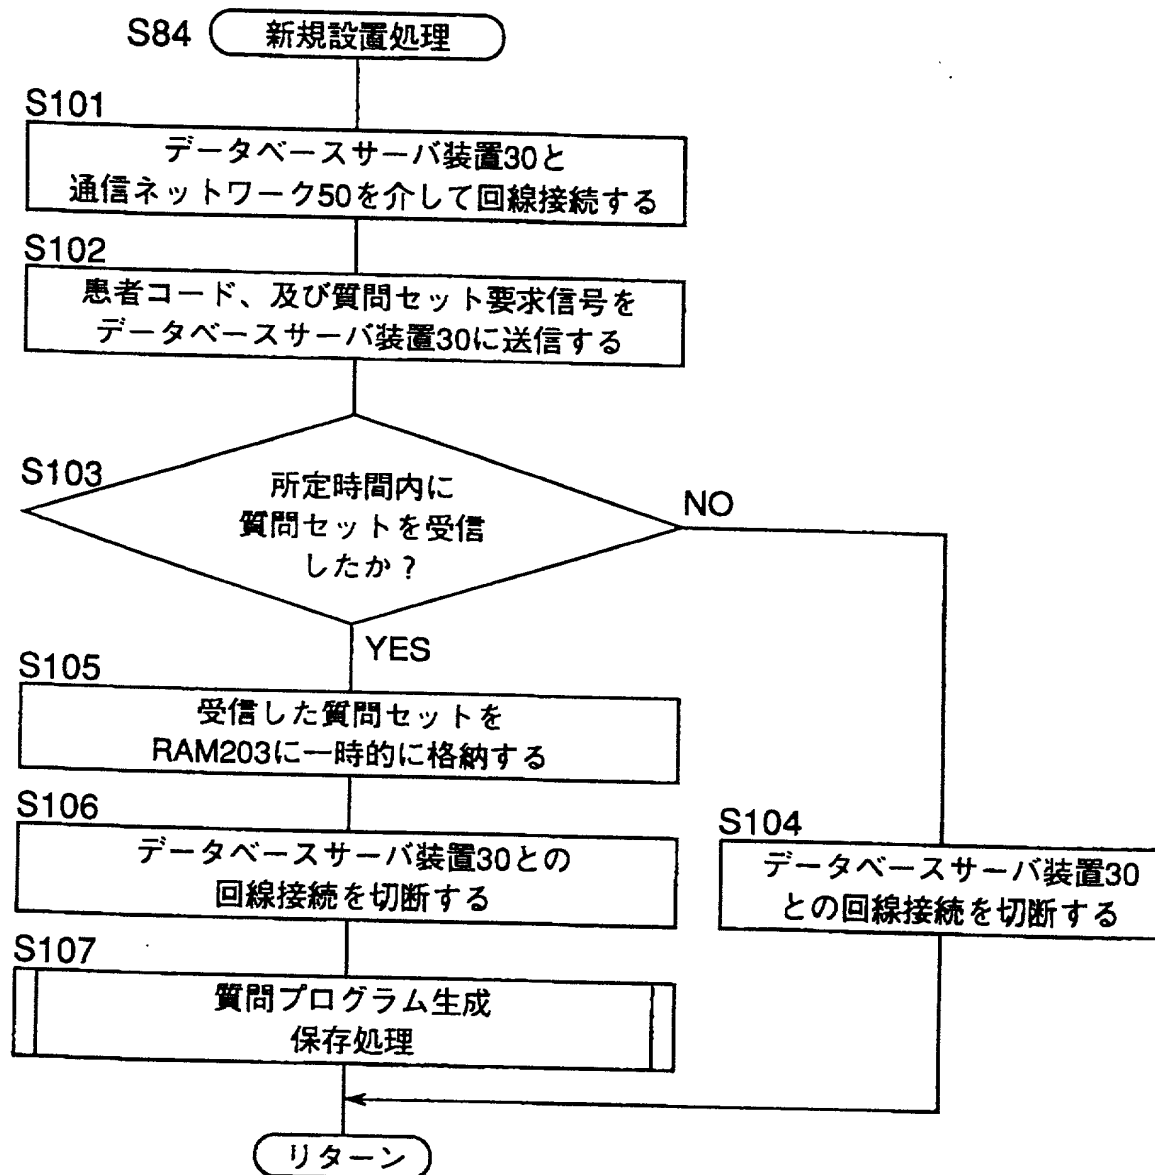 S84 新規設置処理
S101
データベースサーバ装置30と
通信ネットワーク50を介して回線接続する
S102
患者コード、及び質問セット要求信号を
データベースサーバ装置30に送信する
S103
所定時間内に
質問セットを受信
したか？
NO
YES
S105
受信した質問セットを
RAM203に一時的に格納する
S106
データベースサーバ装置30との
回線接続を切断する
S104
データベースサーバ装置30
との回線接続を切断する
S107
質問プログラム生成
保存処理
リターン